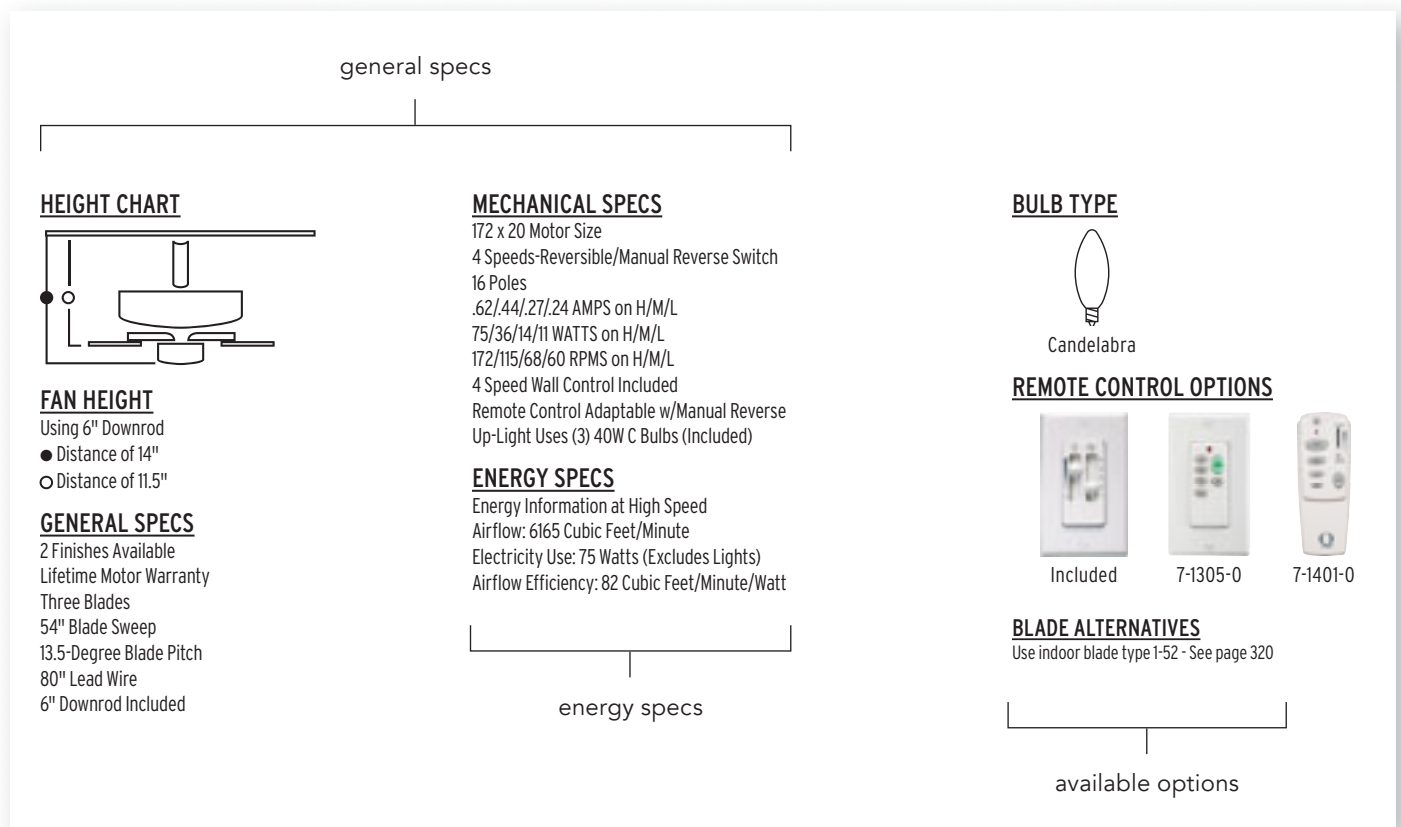 general specs
HEIGHT CHART
FAN HEIGHT
Using 6" Downrod
Distance of 14"
Distance of 11.5"
GENERAL SPECS
2 Finishes Available
Lifetime Motor Warranty
Three Blades
54" Blade Sweep
13.5-Degree Blade Pitch
80" Lead Wire
6" Downrod Included
MECHANICAL SPECS
172 x 20 Motor Size
4 Speeds-Reversible/Manual Reverse Switch
16 Poles
.62/.44/.27/.24 AMPS on H/M/L
75/36/14/11 WATTS on H/M/L
172/115/68/60 RPMS on H/M/L
4 Speed Wall Control Included
Remote Control Adaptable w/Manual Reverse
Up-Light Uses (3) 40W C Bulbs (Included)
ENERGY SPECS
Energy Information at High Speed
Airflow: 6165 Cubic Feet/Minute
Electricity Use: 75 Watts (Excludes Lights)
Airflow Efficiency: 82 Cubic Feet/Minute/Watt
energy specs
BULB TYPE
Candelabra
REMOTE CONTROL OPTIONS
Included
7-1305-0
7-1401-0
BLADE ALTERNATIVES
Use indoor blade type 1-52 - See page 320
available options